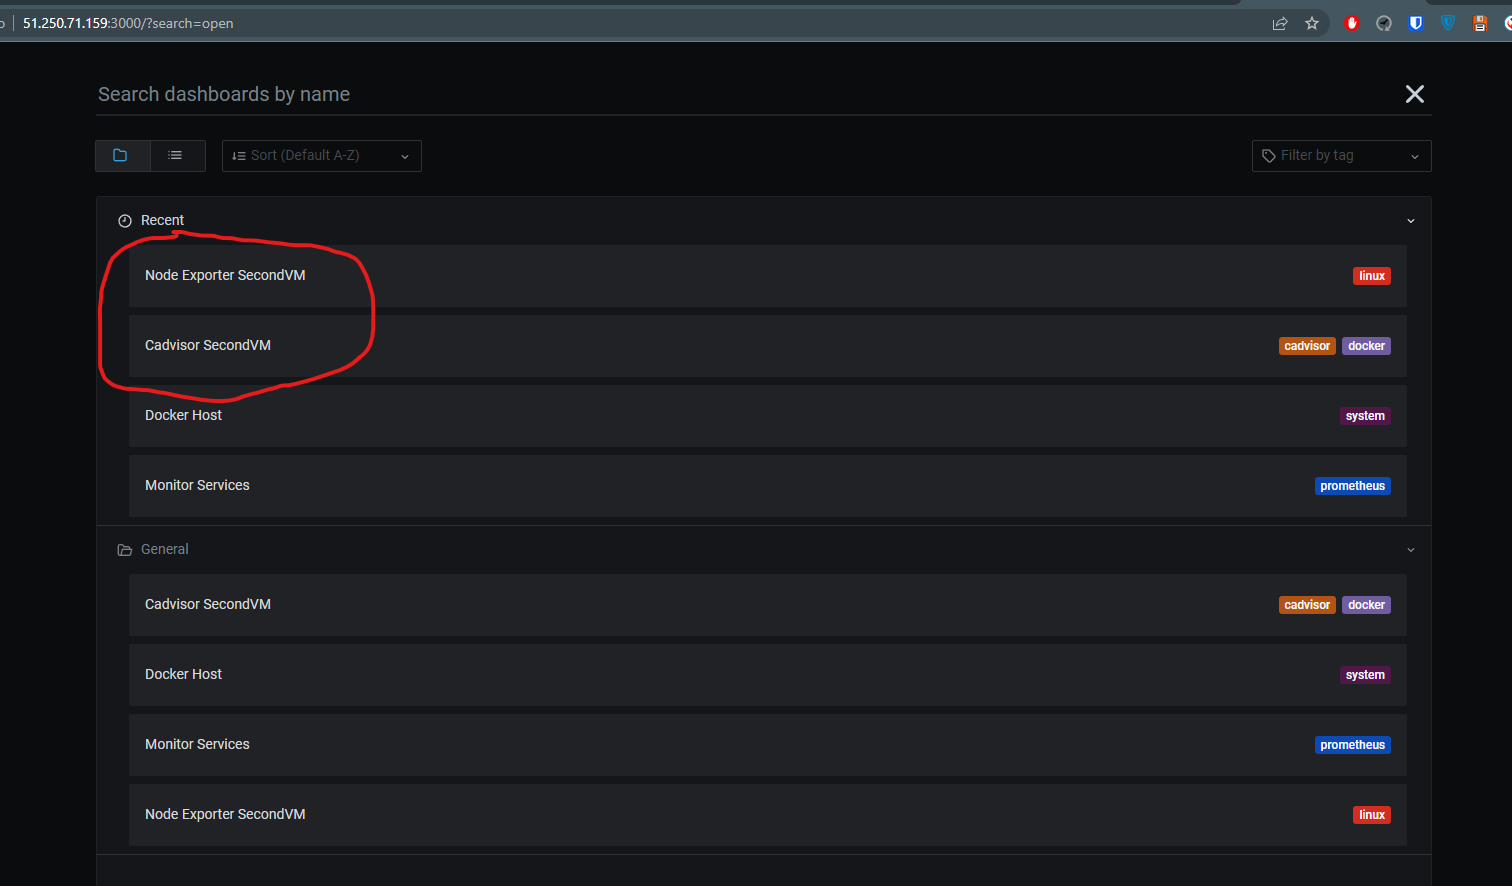 51.250.71.159:3000/?search=open
Search dashboards by name
Sort (Default A-Z)
Filter by tag
Recent
Node Exporter SecondVM linux
Cadvisor SecondVM cadvisor docker
Docker Host system
Monitor Services prometheus
General
Cadvisor SecondVM cadvisor docker
Docker Host system
Monitor Services prometheus
Node Exporter SecondVM linux